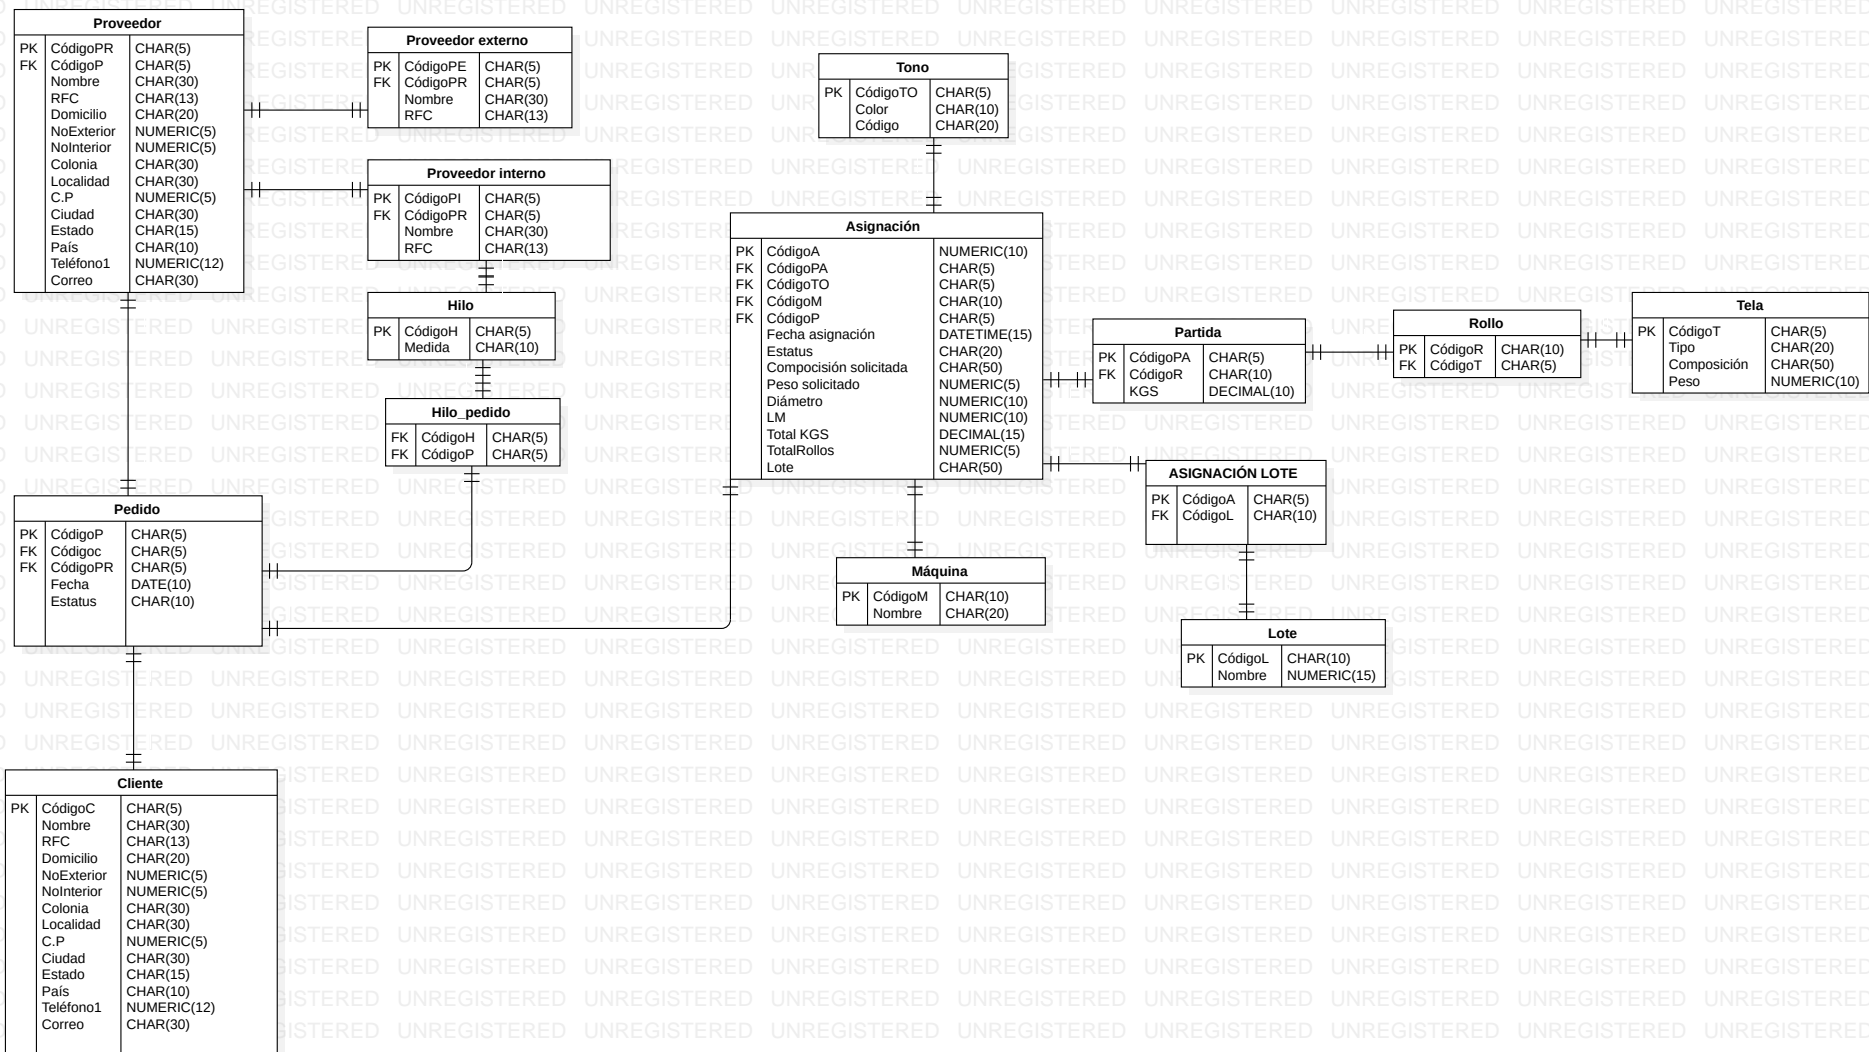 Proveedor
PK CódigoPR CHAR(5)
FK CódigoP CHAR(5)
Nombre CHAR(30)
RFC CHAR(13)
Domicilio CHAR(20)
NoExterior NUMERIC(5)
NoInterior NUMERIC(5)
Colonia CHAR(30)
Localidad CHAR(30)
C.P NUMERIC(5)
Ciudad CHAR(30)
Estado CHAR(15)
País CHAR(10)
Teléfono1 NUMERIC(12)
Correo CHAR(30)
Proveedor externo
PK CódigoPE CHAR(5)
FK CódigoPR CHAR(5)
Nombre CHAR(30)
RFC CHAR(13)
Proveedor interno
PK CódigoPI CHAR(5)
FK CódigoPR CHAR(5)
Nombre CHAR(30)
RFC CHAR(13)
Hilo
PK CódigoH CHAR(5)
Medida CHAR(10)
Hilo_pedido
FK CódigoH CHAR(5)
FK CódigoP CHAR(5)
Pedido
PK CódigoP CHAR(5)
FK Códigoc CHAR(5)
FK CódigoPR CHAR(5)
Fecha DATE(10)
Estatus CHAR(10)
Cliente
PK CódigoC CHAR(5)
Nombre CHAR(30)
RFC CHAR(13)
Domicilio CHAR(20)
NoExterior NUMERIC(5)
NoInterior NUMERIC(5)
Colonia CHAR(30)
Localidad CHAR(30)
C.P NUMERIC(5)
Ciudad CHAR(30)
Estado CHAR(15)
País CHAR(10)
Teléfono1 NUMERIC(12)
Correo CHAR(30)
Tono
PK CódigoTO CHAR(5)
Color CHAR(10)
Código CHAR(20)
Asignación
PK CódigoA NUMERIC(10)
FK CódigoPA CHAR(5)
FK CódigoTO CHAR(5)
FK CódigoM CHAR(10)
FK CódigoP CHAR(5)
Fecha asignación DATETIME(15)
Estatus CHAR(20)
Compocisión solicitada CHAR(50)
Peso solicitado NUMERIC(5)
Diámetro NUMERIC(10)
LM NUMERIC(10)
Total KGS DECIMAL(15)
TotalRollos NUMERIC(5)
Lote CHAR(50)
Máquina
PK CódigoM CHAR(10)
Nombre CHAR(20)
Partida
PK CódigoPA CHAR(5)
FK CódigoR CHAR(10)
KGS DECIMAL(10)
Rollo
PK CódigoR CHAR(10)
FK CódigoT CHAR(5)
Tela
PK CódigoT CHAR(5)
Tipo CHAR(20)
Composición CHAR(50)
Peso NUMERIC(10)
ASIGNACIÓN LOTE
PK CódigoA CHAR(5)
FK CódigoL CHAR(10)
Lote
PK CódigoL CHAR(10)
Nombre NUMERIC(15)
UNREGISTERED